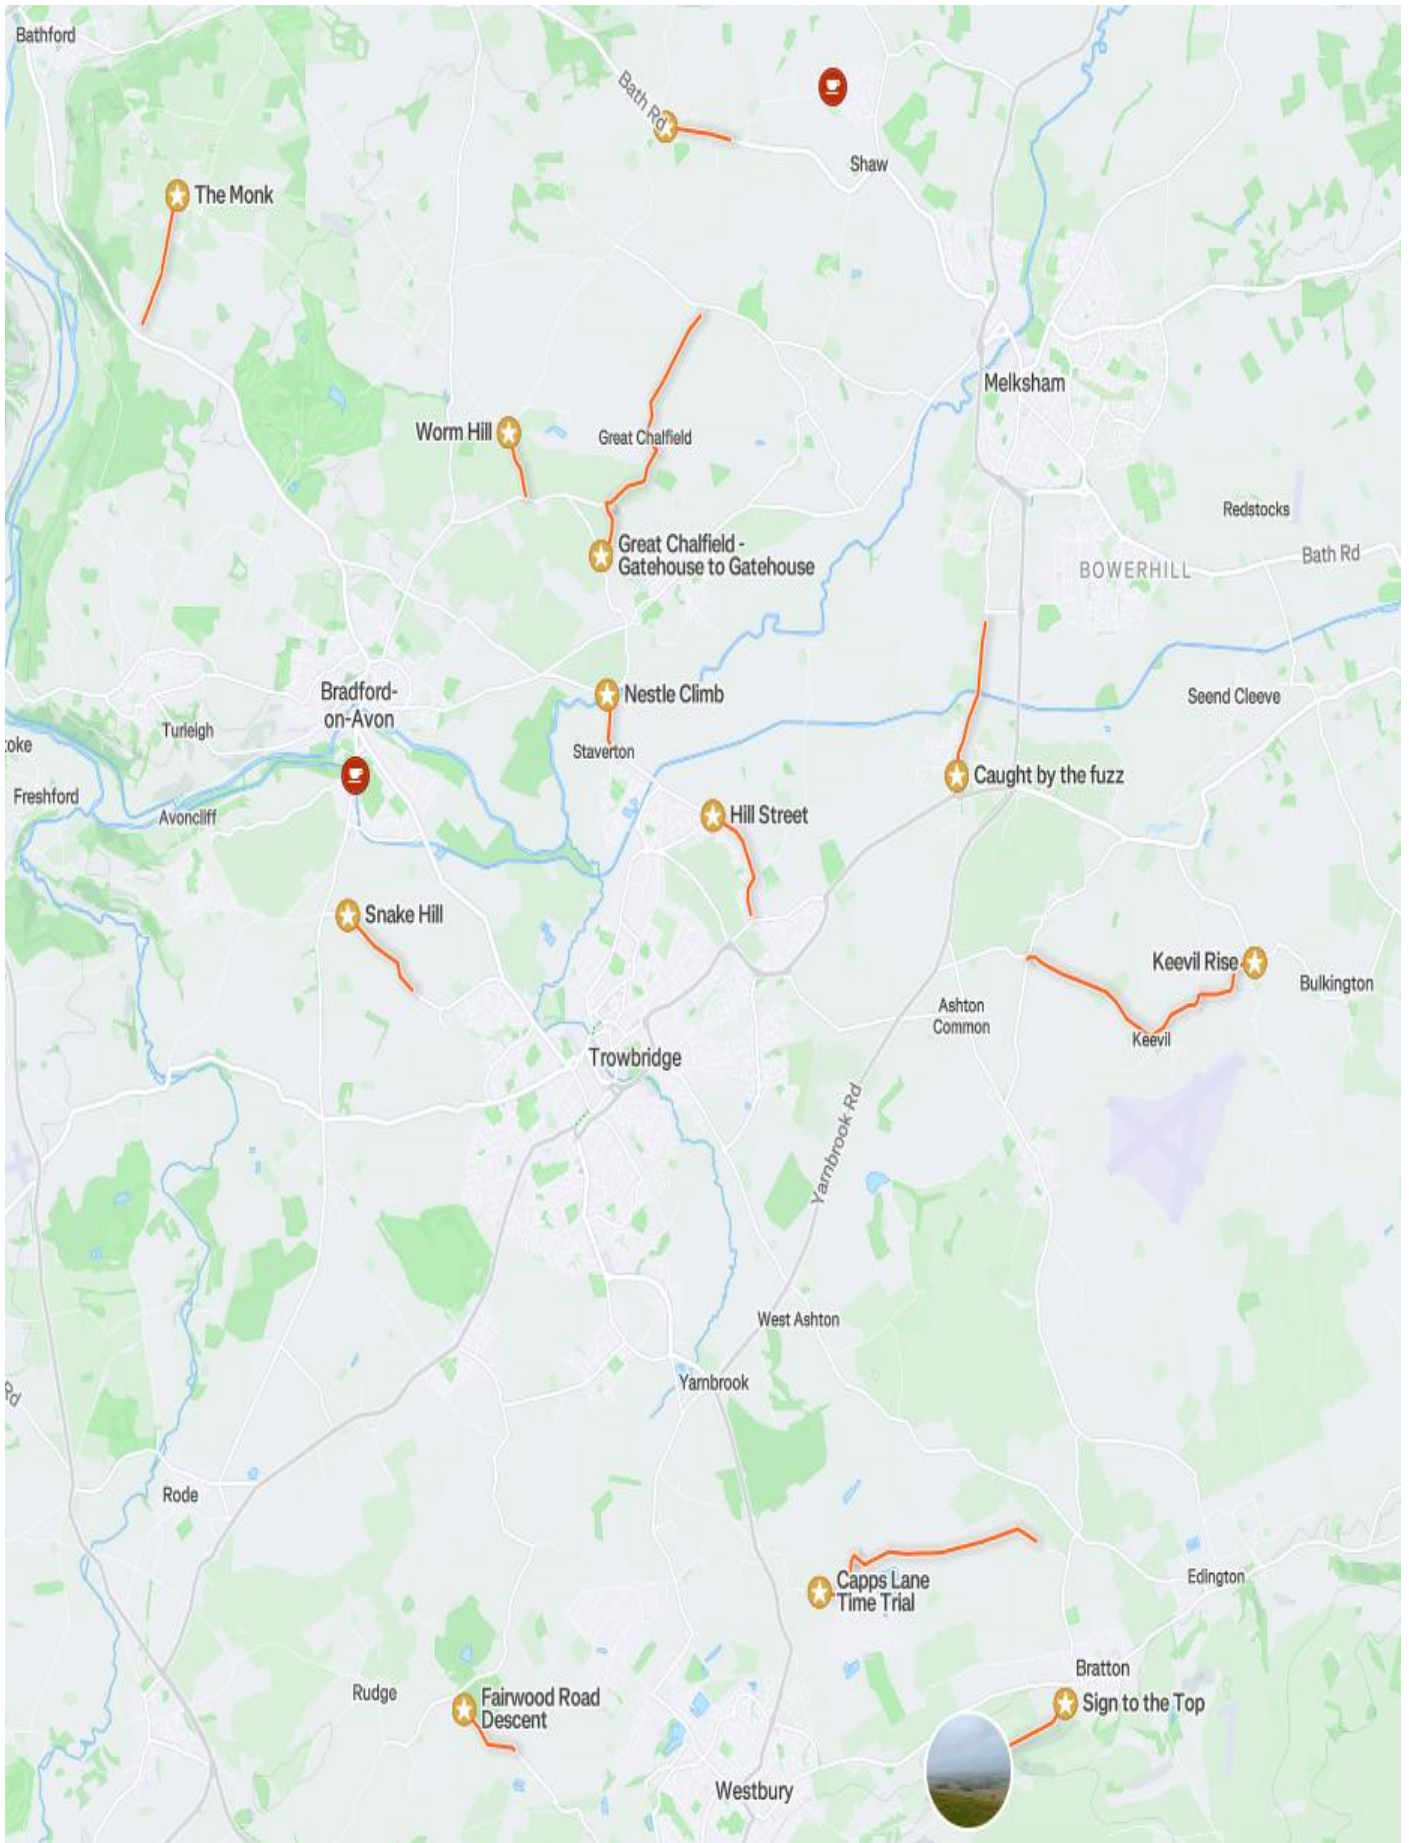 Bathford
Bath Rd
Shaw
The Monk
Melksham
Worm Hill
Great Chalfield
Redstocks
Great Chalfield -
Gatehouse to Gatehouse
Bath Rd
BOWERHILL
Bradford-
on-Avon
Nestle Climb
Seend Cleeve
Turleigh
toke
Staverton
Caught by the fuzz
Freshford
Avoncliff
Hill Street
Snake Hill
Keevil Rise
Bulkington
Ashton
Common
Keevil
Trowbridge
Yarnbrook Rd
West Ashton
Yarnbrook
Rd
Rode
Capps Lane
Time Trial
Edington
Bratton
Rudge
Fairwood Road
Descent
Sign to the Top
Westbury